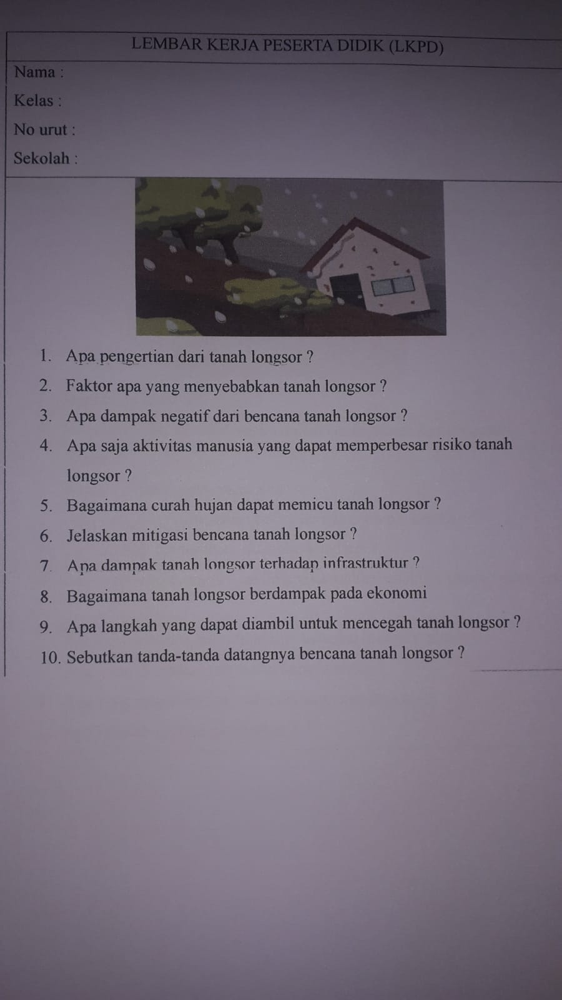 LEMBAR KERJA PESERTA DIDIK (LKPD)
Nama :
Kelas :
No urut :
Sekolah :
1. Apa pengertian dari tanah longsor ?
2. Faktor apa yang menyebabkan tanah longsor ?
3. Apa dampak negatif dari bencana tanah longsor ?
4. Apa saja aktivitas manusia yang dapat memperbesar risiko tanah
longsor ?
5. Bagaimana curah hujan dapat memicu tanah longsor ?
6. Jelaskan mitigasi bencana tanah longsor ?
7. Apa dampak tanah longsor terhadap infrastruktur ?
8. Bagaimana tanah longsor berdampak pada ekonomi
9. Apa langkah yang dapat diambil untuk mencegah tanah longsor ?
10. Sebutkan tanda-tanda datangnya bencana tanah longsor ?